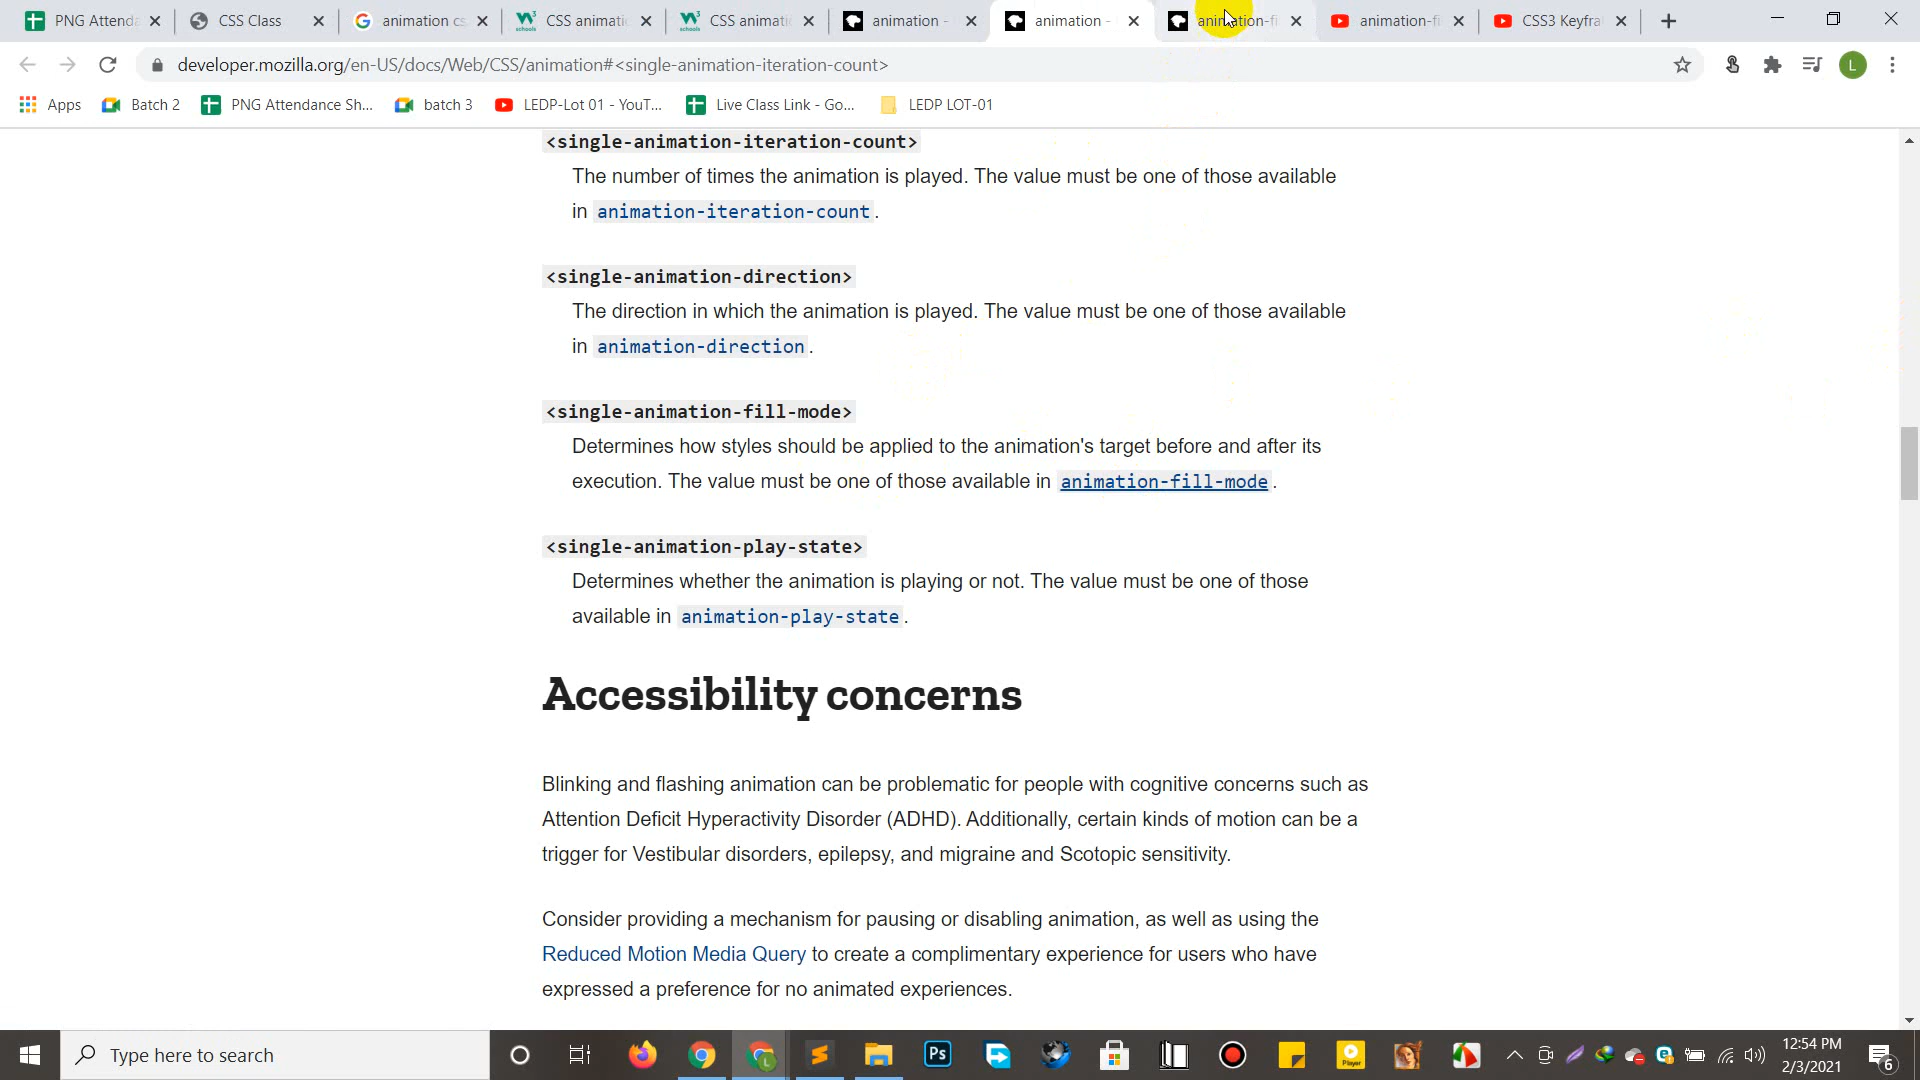 PNG Attenda
CSS Class
animation cs
CSS animatio
CSS animatio
animation -
animation -
animation-fi
animation-fi
CSS3 Keyfra
developer.mozilla.org/en-US/docs/Web/CSS/animation#<single-animation-iteration-count>
L
Apps
Batch 2
PNG Attendance Sh...
batch 3
LEDP-Lot 01 - YouT...
Live Class Link - Go...
LEDP LOT-01
<single-animation-iteration-count>
The number of times the animation is played. The value must be one of those available
in animation-iteration-count.
<single-animation-direction>
The direction in which the animation is played. The value must be one of those available
in animation-direction.
<single-animation-fill-mode>
Determines how styles should be applied to the animation's target before and after its
execution. The value must be one of those available in animation-fill-mode.
<single-animation-play-state>
Determines whether the animation is playing or not. The value must be one of those
available in animation-play-state.
Accessibility concerns
Blinking and flashing animation can be problematic for people with cognitive concerns such as
Attention Deficit Hyperactivity Disorder (ADHD). Additionally, certain kinds of motion can be a
trigger for Vestibular disorders, epilepsy, and migraine and Scotopic sensitivity.
Consider providing a mechanism for pausing or disabling animation, as well as using the
Reduced Motion Media Query to create a complimentary experience for users who have
expressed a preference for no animated experiences.
Type here to search
Ps
Player
12:54 PM
2/3/2021
6